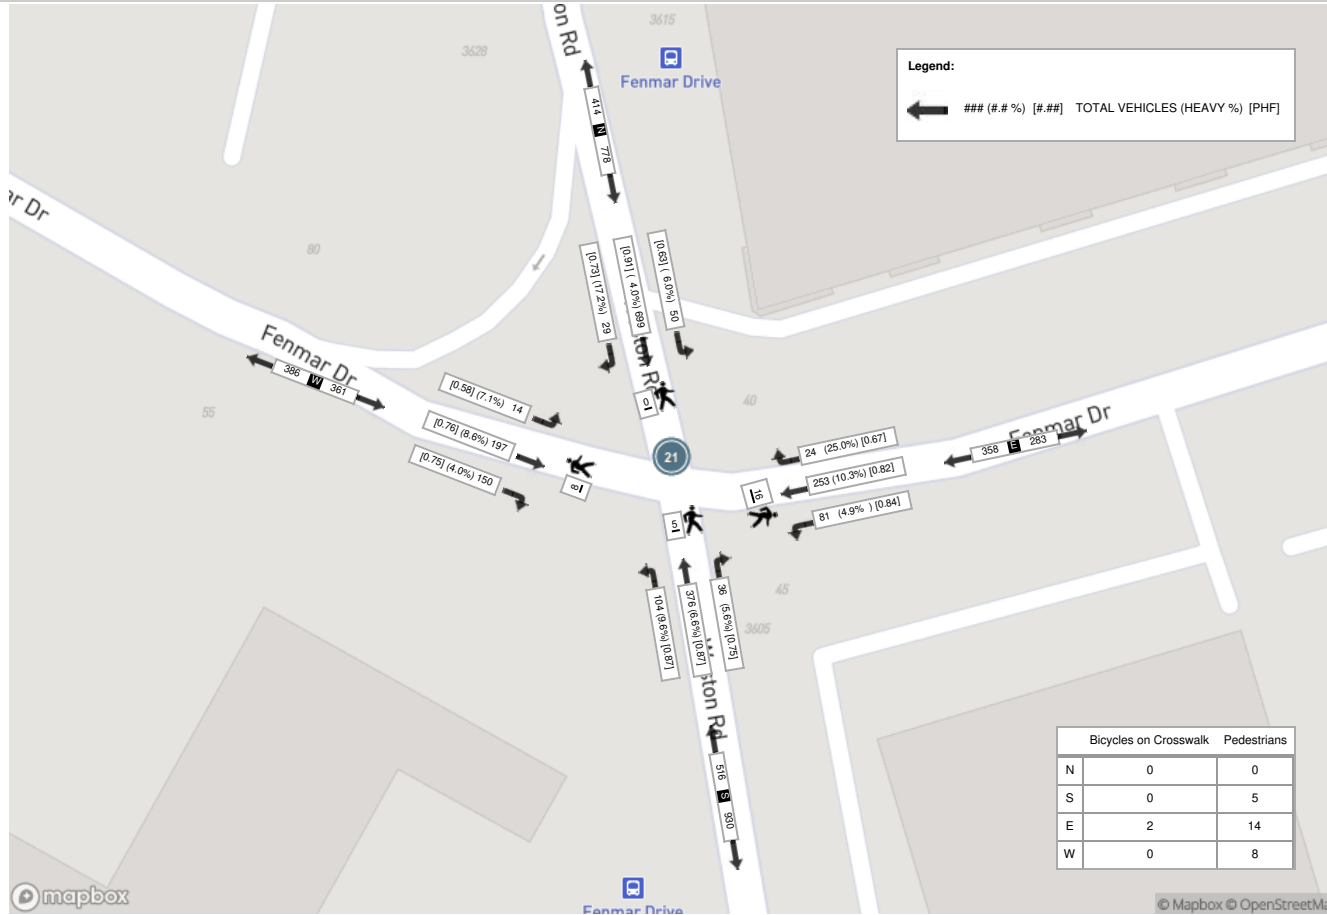 on Rd
3615
3628
Fenmar Drive
Legend:
### (#.# %) [#.##] TOTAL VEHICLES (HEAVY %) [PHF]
414 N 778
ar Dr
80
[0.73] (17.2%) 29
[0.91] ( 4.0%) 699
[0.63] ( 6.0%) 50
ton Rd
Fenmar Dr
386 W 361
55
[0.58] (7.1%) 14
[0.76] (8.6%) 197
[0.75] (4.0%) 150
0
40
Fenmar Dr
358 E 283
24 (25.0%) [0.67]
253 (10.3%) [0.82]
81 (4.9% ) [0.84]
21
8
16
5
104 (9.6%) [0.87]
376 (6.6%) [0.87]
36 (5.6%) [0.75]
45
3605
ston Rd
516 S 930
Bicycles on Crosswalk Pedestrians
N 0 0
S 0 5
E 2 14
W 0 8
mapbox
Fenmar Drive
© Mapbox © OpenStreetMa